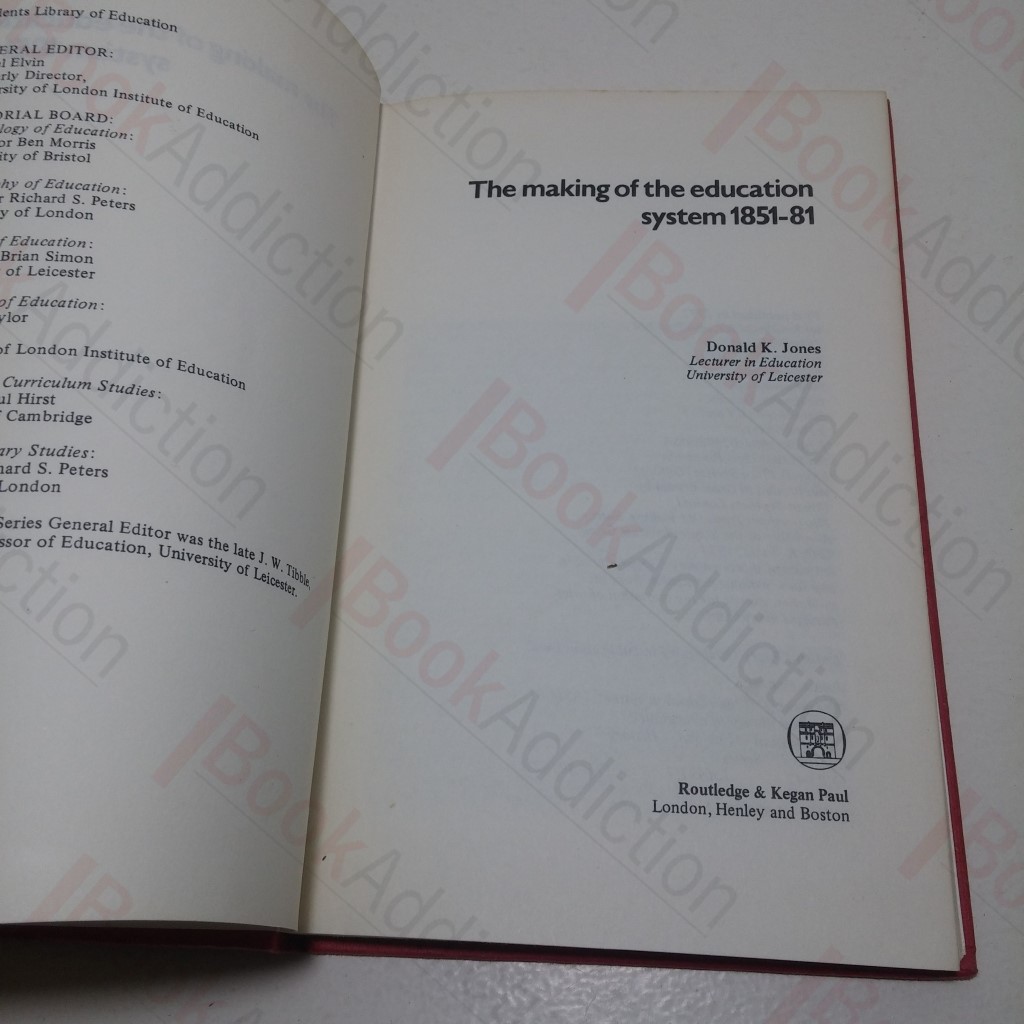 dents Library of Education
ERAL EDITOR:
l Elvin
rly Director,
rsity of London Institute of Education
ORIAL BOARD:
logy of Education:
or Ben Morris
ity of Bristol
hy of Education:
r Richard S. Peters
y of London
f Education:
Brian Simon
of Leicester
of Education:
ylor
of London Institute of Education
Curriculum Studies:
ul Hirst
f Cambridge
ary Studies:
hard S. Peters
London
Series General Editor was the late J. W. Tibble,
ssor of Education, University of Leicester.
The making of the education
system 1851-81
Donald K. Jones
Lecturer in Education
University of Leicester
Routledge & Kegan Paul
London, Henley and Boston
BookAddiction